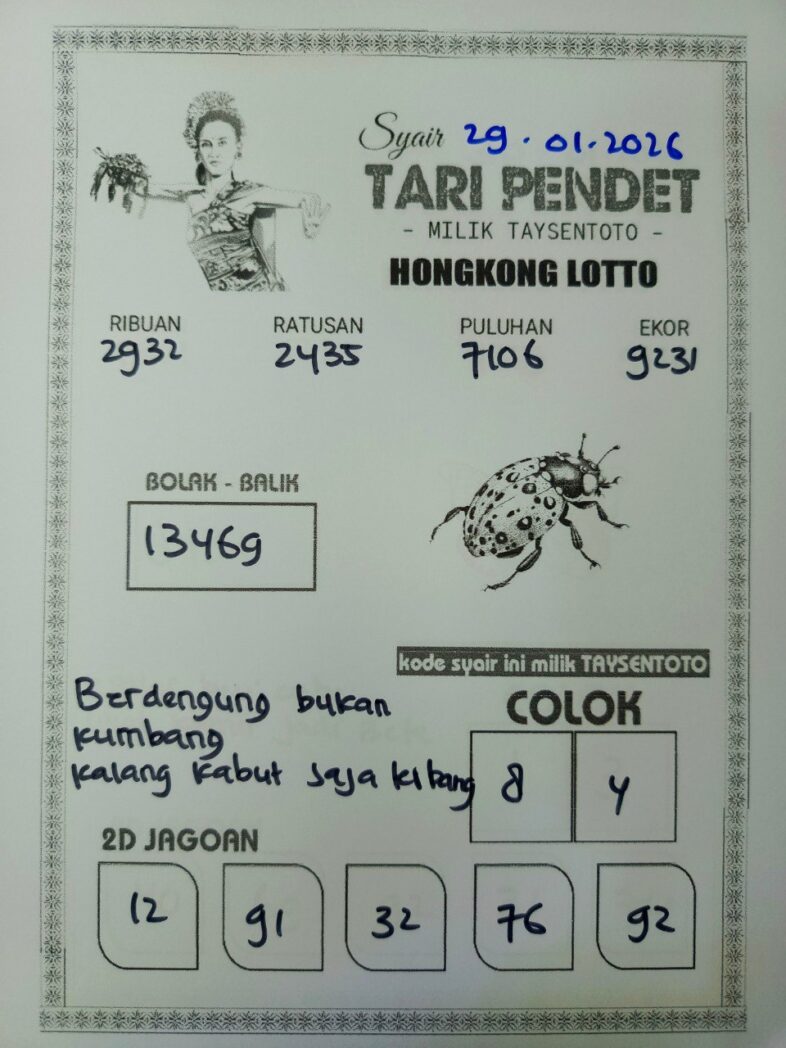 Syair 29.01.2026
TARI PENDET
- MILIK TAYSENTOTO -
HONGKONG LOTTO
RIBUAN RATUSAN PULUHAN EKOR
2932 2435 7106 9231
BOLAK - BALIK
13469
kode syair ini milik TAYSENTOTO
Berdengung bukan
kumbang
kalang kabut saja kibang
COLOK
8 4
2D JAGOAN
12 91 32 76 92